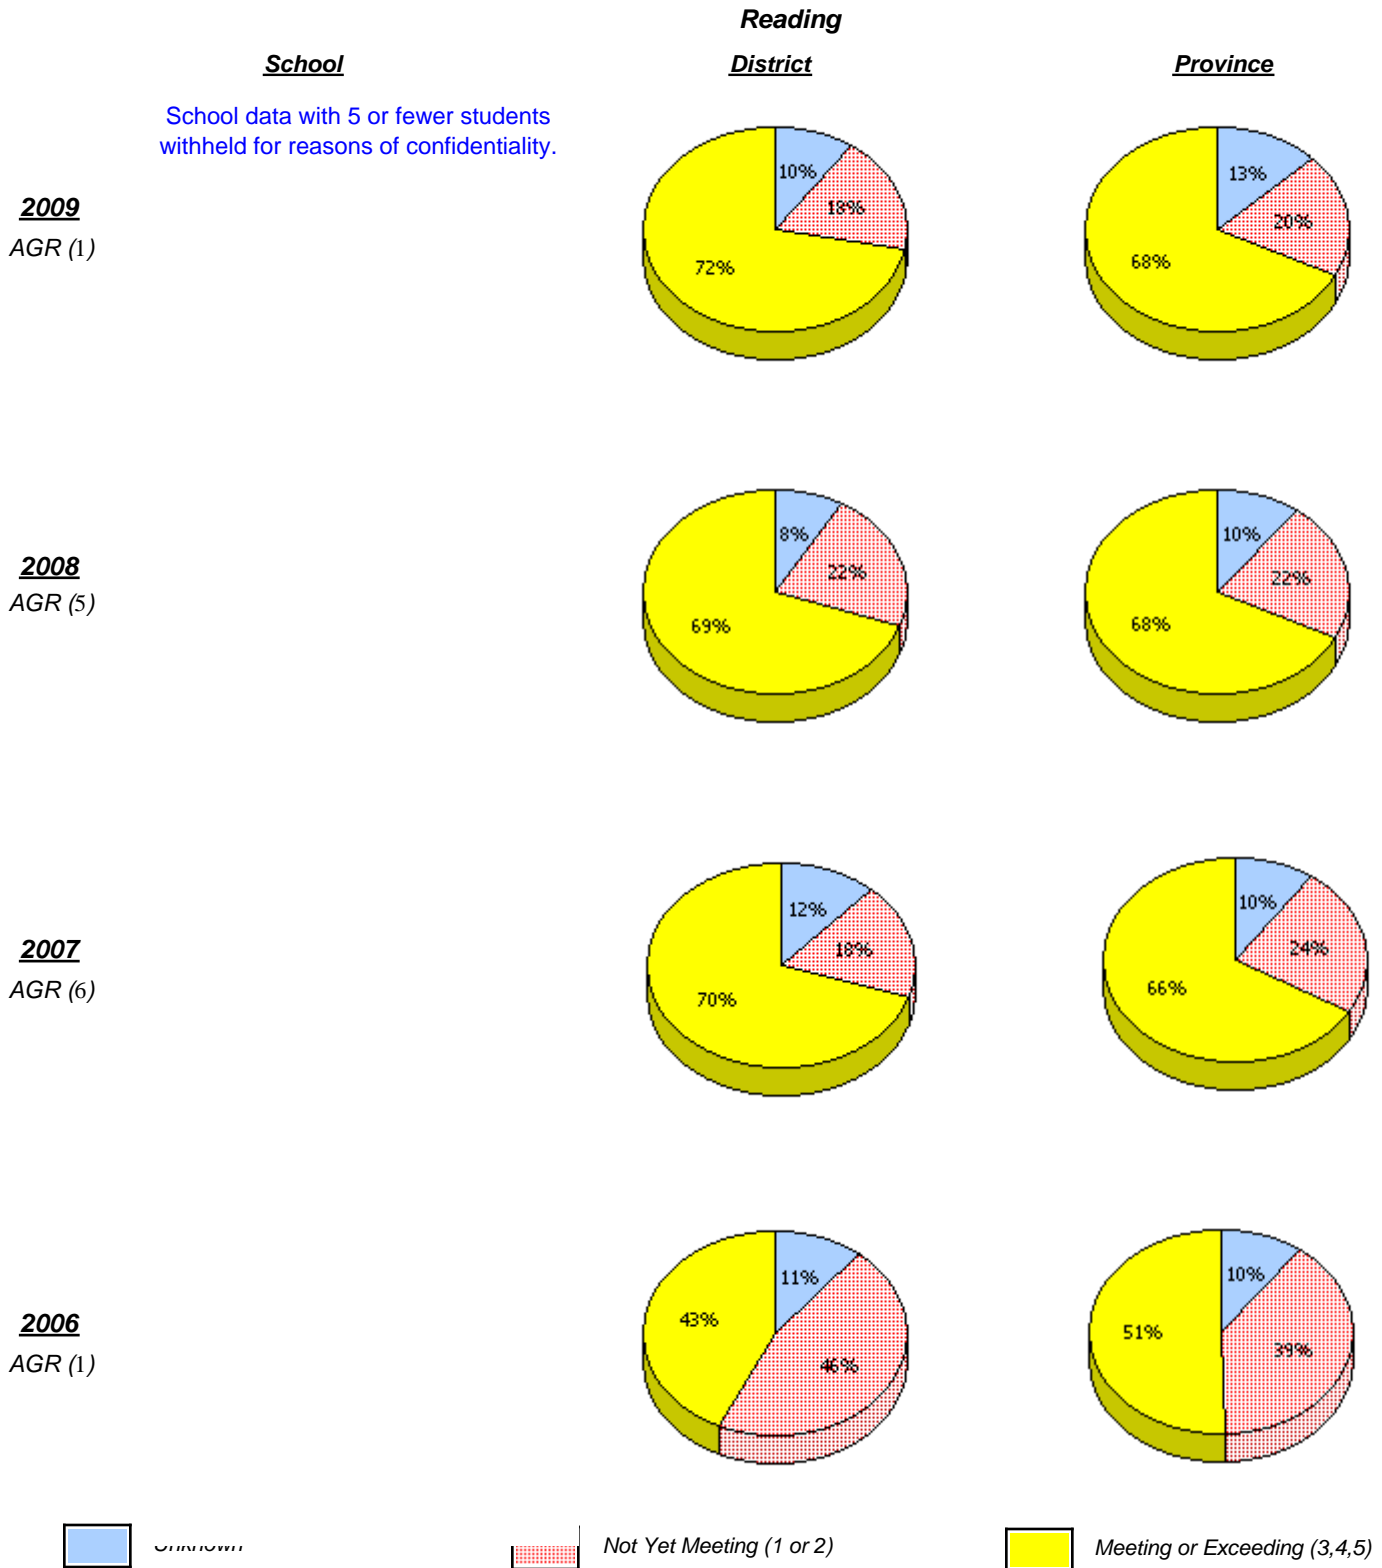 Reading
School
District
Province
School data with 5 or fewer students
withheld for reasons of confidentiality.
2009
AGR (1)
10%
18%
72%
13%
20%
68%
2008
AGR (5)
8%
22%
69%
10%
22%
68%
2007
AGR (6)
12%
18%
70%
10%
24%
66%
2006
AGR (1)
11%
46%
43%
10%
39%
51%
Unknown
Not Yet Meeting (1 or 2)
Meeting or Exceeding (3,4,5)